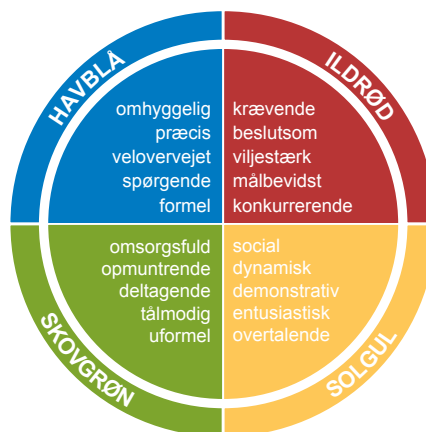 HAVBLÅ
omhyggelig
præcis
velovervejet
spørgende
formel
ILDRØD
krævende
beslutsom
viljestærk
målbevidst
konkurrerende
SKOVGRØN
omsorgsfuld
opmuntrende
deltagende
tålmodig
uformel
SOLGUL
social
dynamisk
demonstrativ
entusiastisk
overtalende